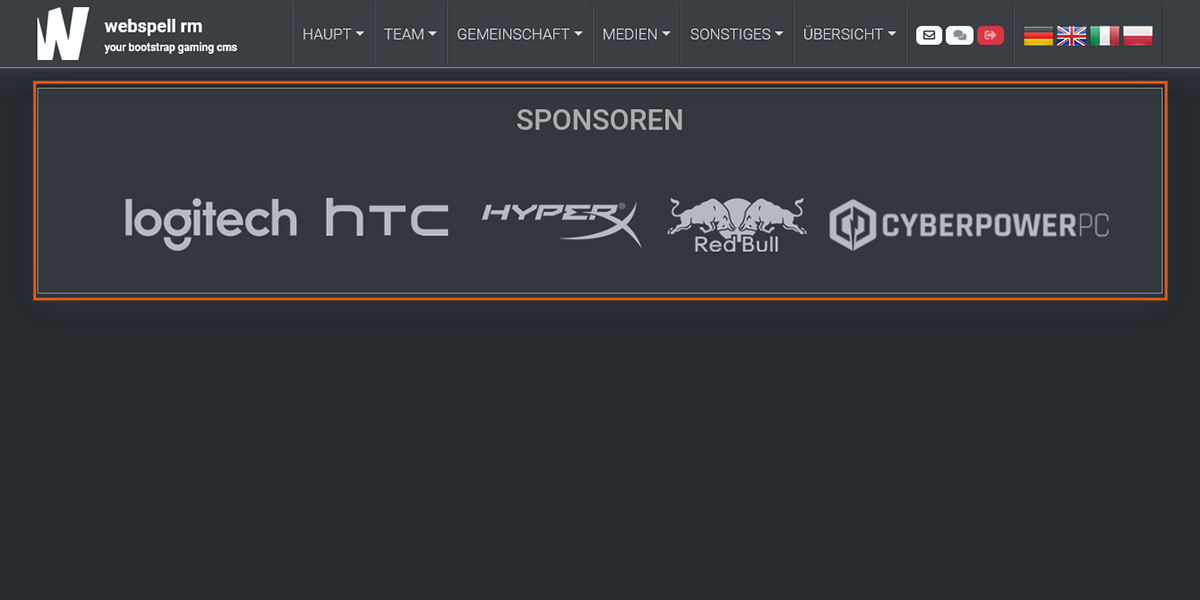 webspell rm
your bootstrap gaming cms
HAUPT TEAM GEMEINSCHAFT MEDIEN SONSTIGES ÜBERSICHT
SPONSOREN
logitech hTC HYPERX® Red Bull CYBERPOWERPC